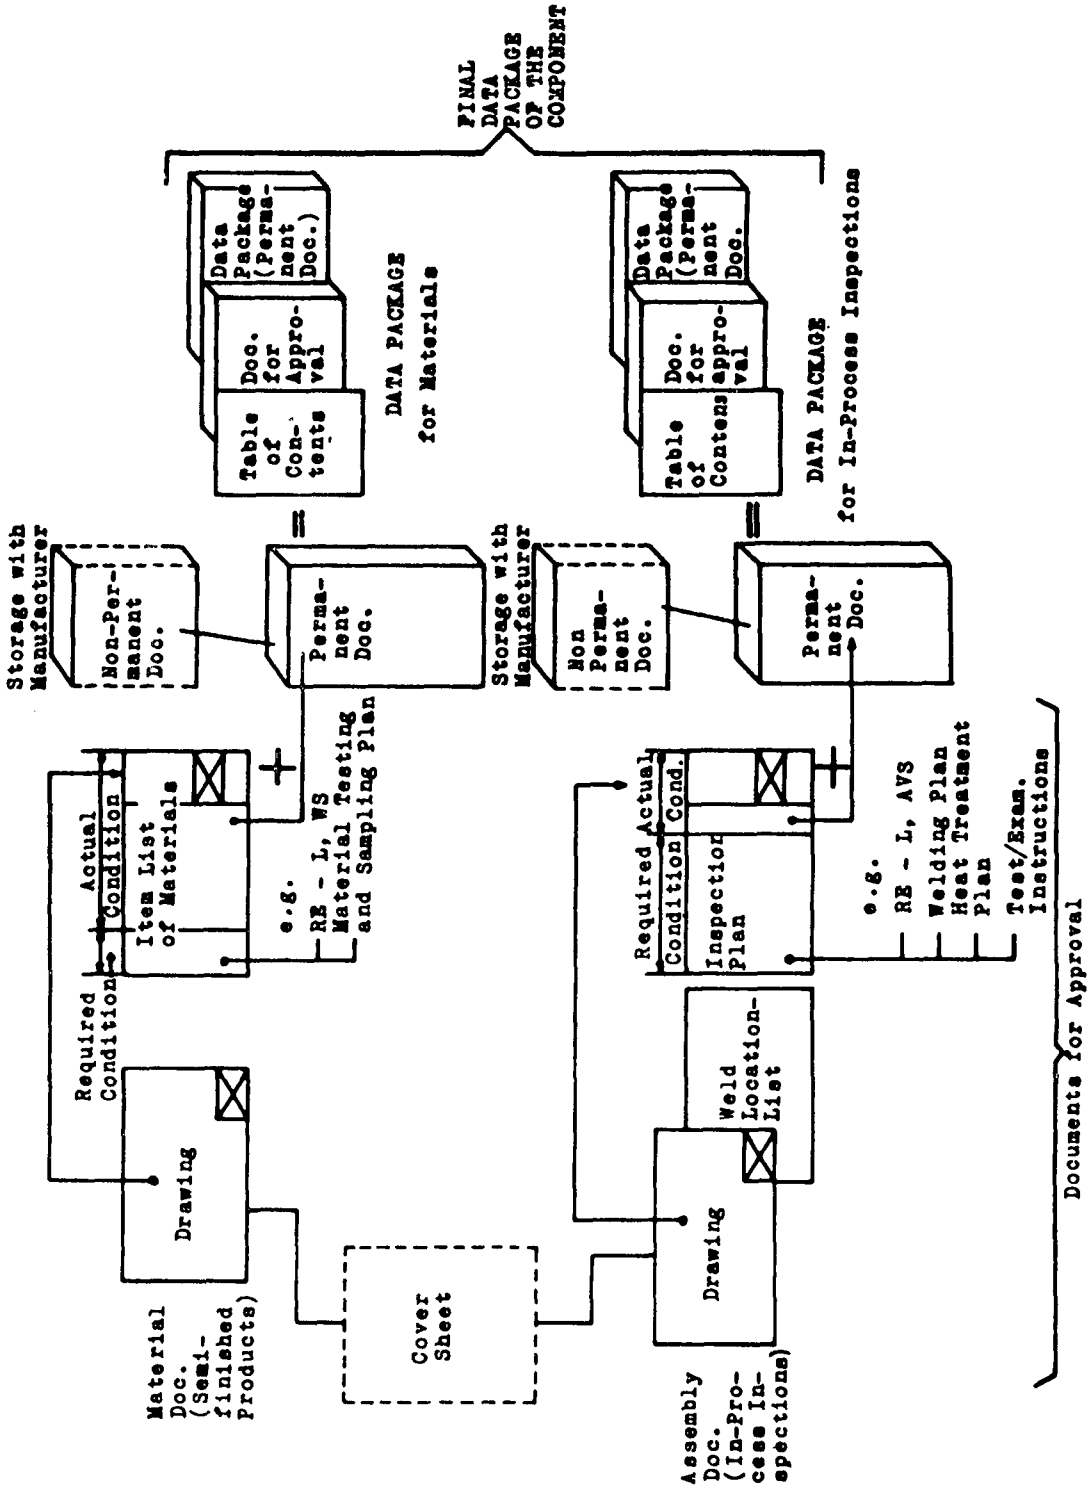 Material
Doc.
(Semi-
finished
Products)
Drawing
Required
Condition
Actual
Condition
Item List
of Materials
e.g.
RE - L, WS
Material Testing
and Sampling Plan
Storage with
Manufacturer
Non-Per-
manent
Doc.
Perma-
nent
Doc.
=
Table
of
Con-
tents
Doc.
for
Appro-
val
Data
Package
(Perma-
nent
Doc.)
DATA PACKAGE
for Materials
FINAL
DATA
PACKAGE
OF THE
COMPONENT
Cover
Sheet
Assembly
Doc.
(In-Pro-
cess In-
spections)
Drawing
Weld
Location-
List
Required
Condition
Actual
Cond.
Inspection
Plan
e.g.
RE - L, AVS
Welding Plan
Heat Treatment
Plan
Test/Exam.
Instructions
Storage with
Manufacturer
Non
Perma-
nent
Doc.
Perma-
nent
Doc.
=
Table
of
Contens
Doc.
for
appro-
val
Data
Package
(Perma-
nent
Doc.
DATA PACKAGE
for In-Process Inspections
Documents for Approval